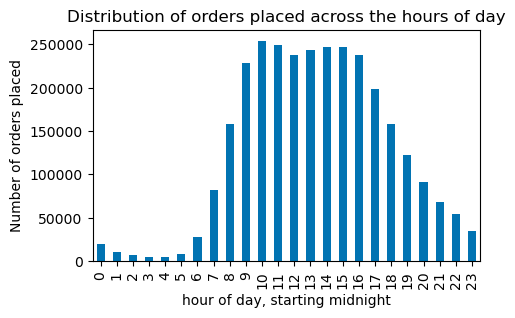 Distribution of orders placed across the hours of day
Number of orders placed
250000
200000
150000
100000
50000
0
0 1 2 3 4 5 6 7 8 9 10 11 12 13 14 15 16 17 18 19 20 21 22 23
hour of day, starting midnight